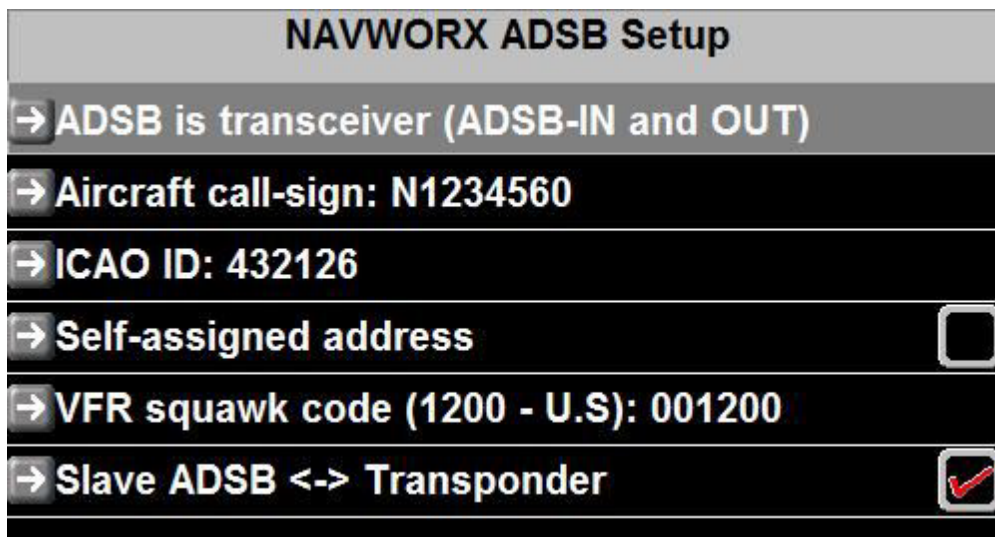 NAVWORX ADSB Setup
ADSB is transceiver (ADSB-IN and OUT)
Aircraft call-sign: N1234560
ICAO ID: 432126
Self-assigned address
VFR squawk code (1200 - U.S): 001200
Slave ADSB <-> Transponder